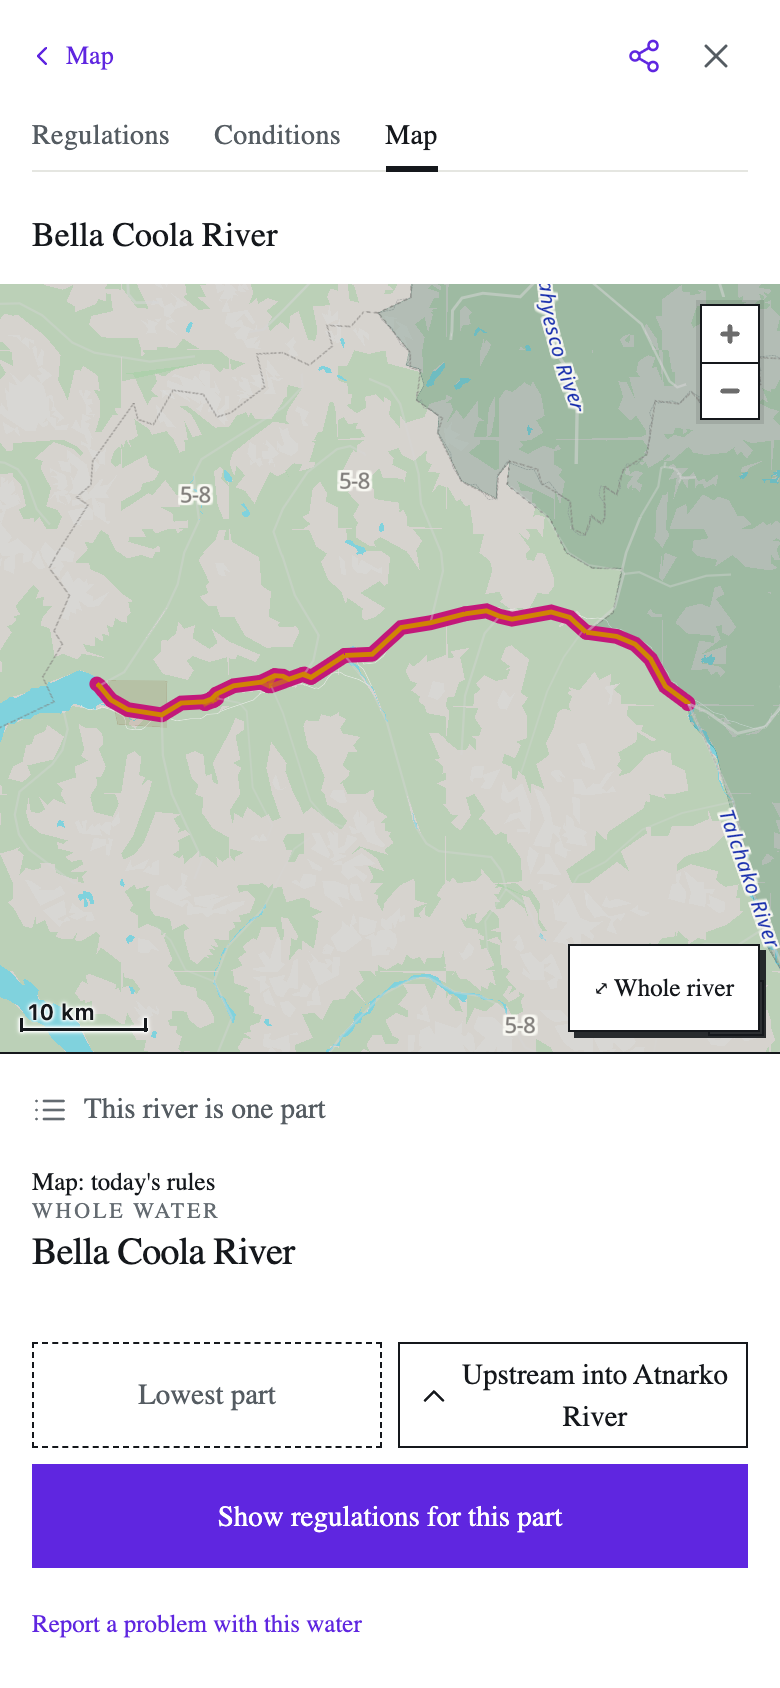 Map
Regulations
Conditions
Map
Bella Coola River
ahyesco River
+
−
5-8
5-8
Talchako River
Whole river
10 km
5-8
This river is one part
Map: today's rules
WHOLE WATER
Bella Coola River
Lowest part
Upstream into Atnarko
River
Show regulations for this part
Report a problem with this water